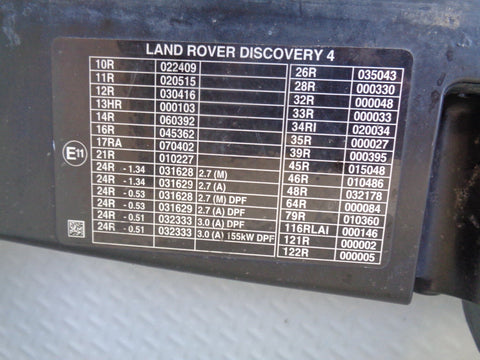 LAND ROVER DISCOVERY 4
10R 022409
11R 020515
12R 030416
13HR 000103
14R 060392
16R 045362
17RA 070402
21R 010227
24R - 1.34 031628 2.7 (M)
24R - 1.34 031629 2.7 (A)
24R - 0.53 031628 2.7 (M) DPF
24R - 0.53 031629 2.7 (A) DPF
24R - 0.51 032333 3.0 (A) DPF
24R - 0.51 032333 3.0 (A) 155kW DPF
26R 035043
28R 000330
32R 000048
33R 000033
34RI 020034
35R 000027
39R 000395
45R 015048
46R 010486
48R 032178
64R 000084
79R 010360
116RLAI 000146
121R 000002
122R 000005
E11